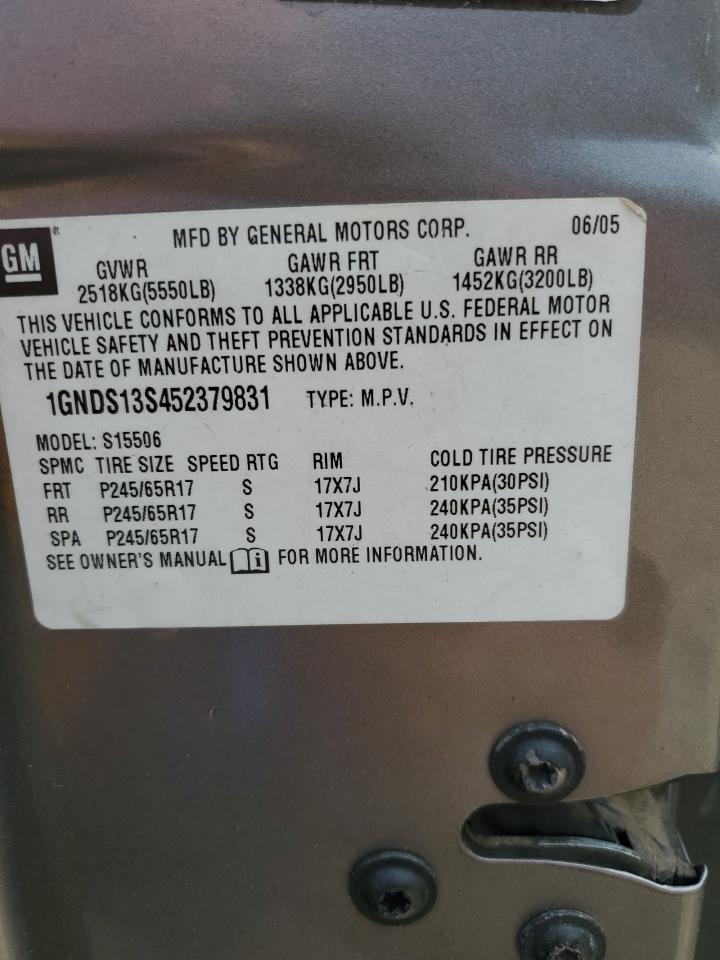 GM® MFD BY GENERAL MOTORS CORP. 06/05
GVWR GAWR FRT GAWR RR
2518KG(5550LB) 1338KG(2950LB) 1452KG(3200LB)
THIS VEHICLE CONFORMS TO ALL APPLICABLE U.S. FEDERAL MOTOR
VEHICLE SAFETY AND THEFT PREVENTION STANDARDS IN EFFECT ON
THE DATE OF MANUFACTURE SHOWN ABOVE.
1GNDS13S452379831 TYPE: M.P.V.
MODEL: S15506
SPMC TIRE SIZE SPEED RTG RIM COLD TIRE PRESSURE
FRT P245/65R17 S 17X7J 210KPA(30PSI)
RR P245/65R17 S 17X7J 240KPA(35PSI)
SPA P245/65R17 S 17X7J 240KPA(35PSI)
SEE OWNER'S MANUAL i FOR MORE INFORMATION.